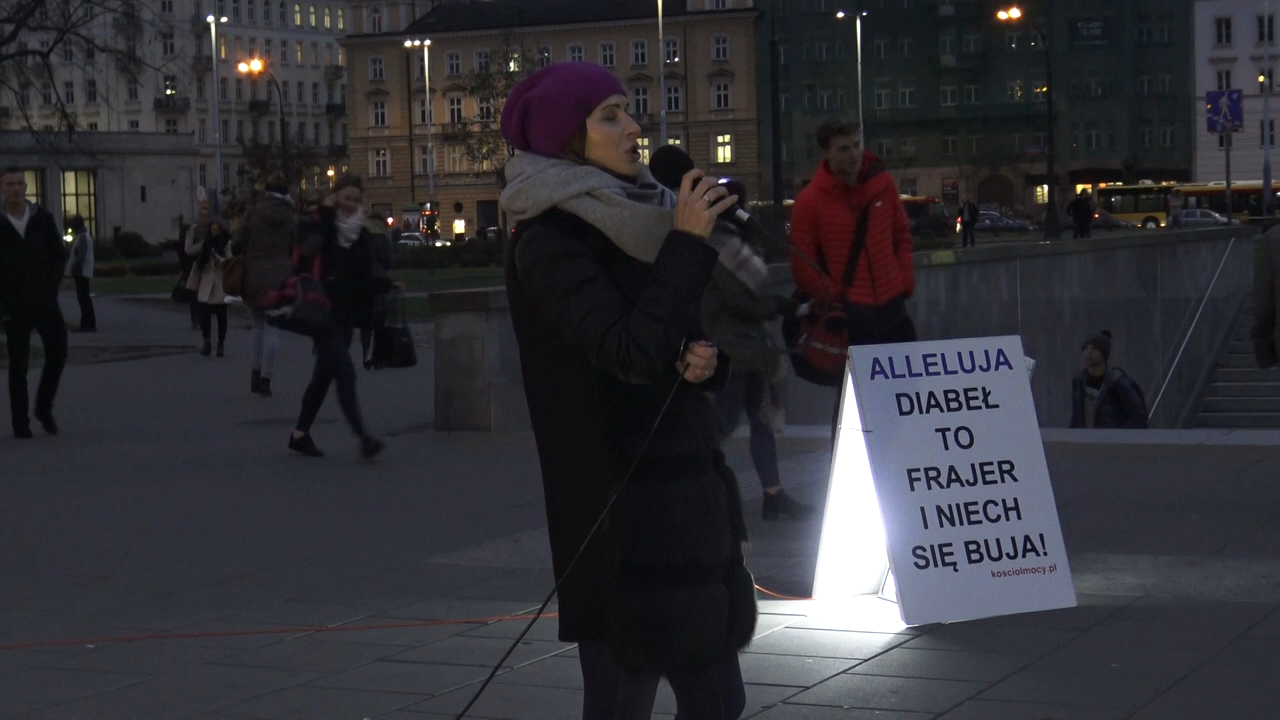 ALLELUJA
DIABEŁ
TO
FRAJER
I NIECH
SIĘ BUJA!
kosciolmocy.pl